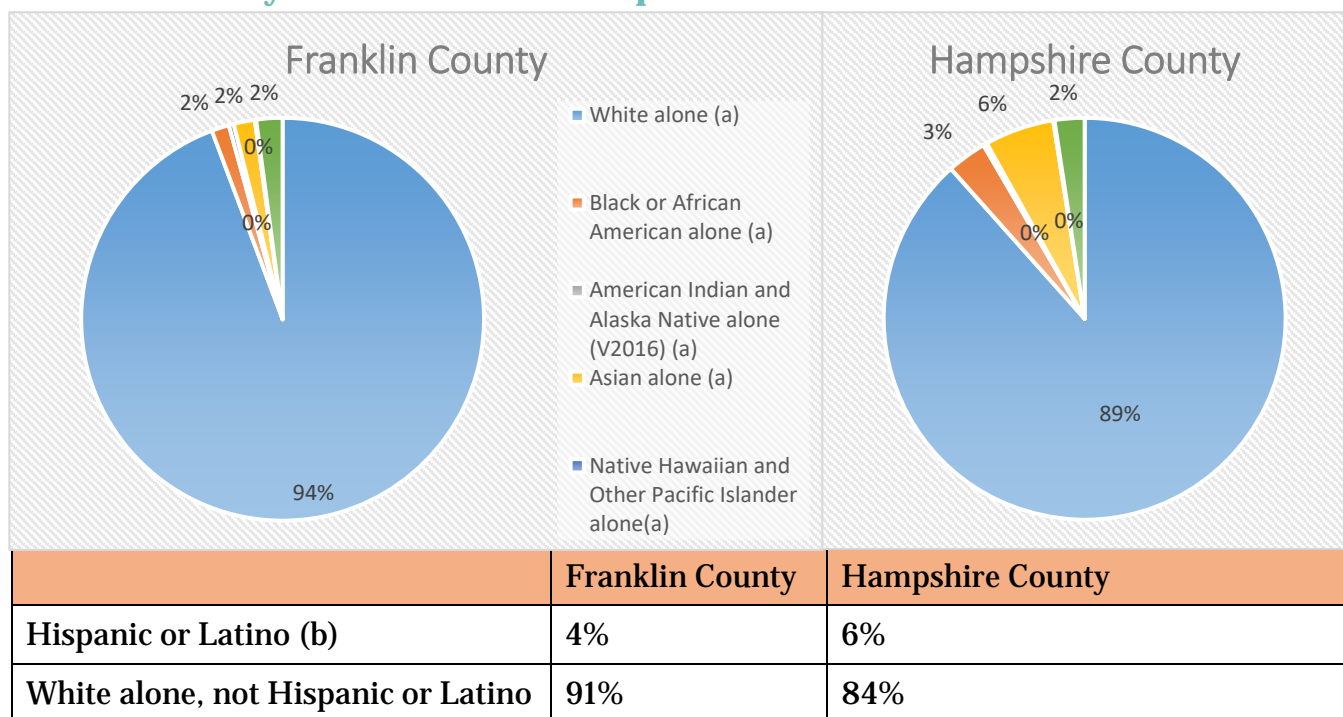 Franklin County
2% 2% 2%
0%
0%
94%
White alone (a)
Black or African
American alone (a)
American Indian and
Alaska Native alone
(V2016) (a)
Asian alone (a)
Native Hawaiian and
Other Pacific Islander
alone(a)
Hampshire County
3% 6% 2%
0% 0%
89%
Franklin County Hampshire County
Hispanic or Latino (b) 4% 6%
White alone, not Hispanic or Latino 91% 84%